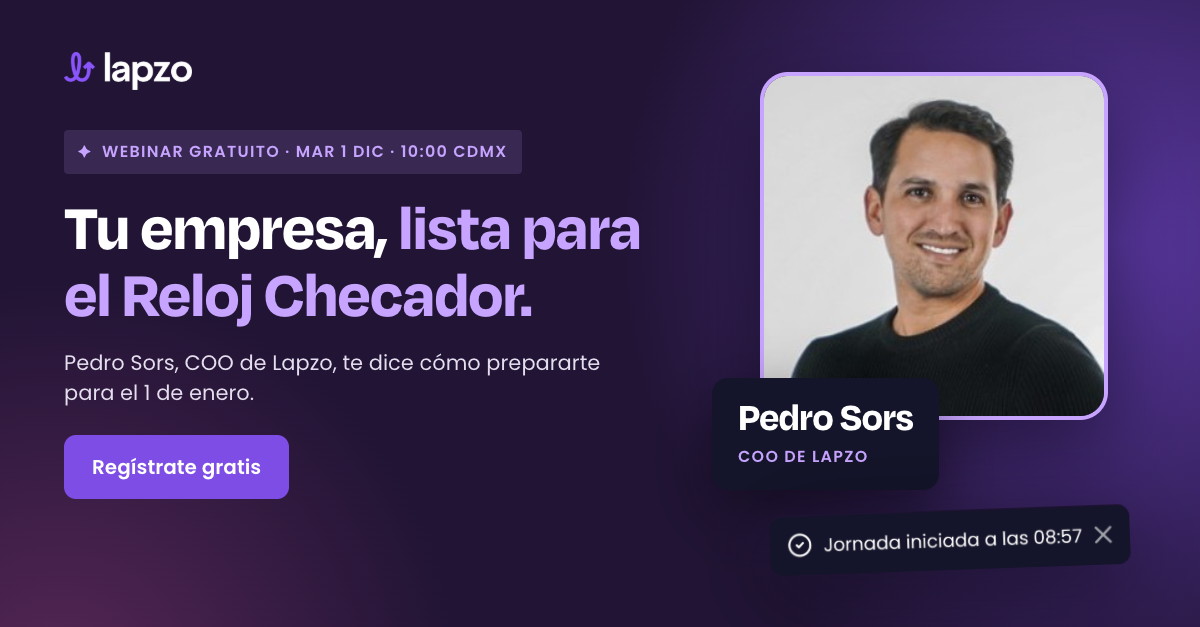 lapzo
WEBINAR GRATUITO · MAR 1 DIC · 10:00 CDMX
Tu empresa, lista para
el Reloj Checador.
Pedro Sors, COO de Lapzo, te dice cómo prepararte
para el 1 de enero.
Regístrate gratis
Pedro Sors
COO DE LAPZO
Jornada iniciada a las 08:57